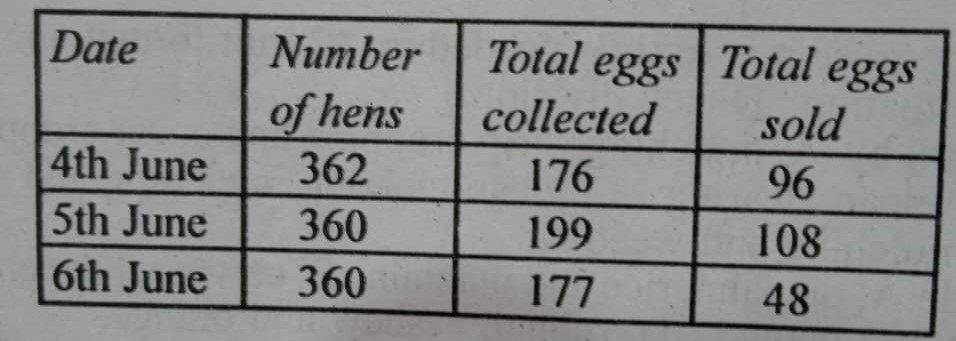 Date Number of hens Total eggs collected Total eggs sold
4th June 362 176 96
5th June 360 199 108
6th June 360 177 48